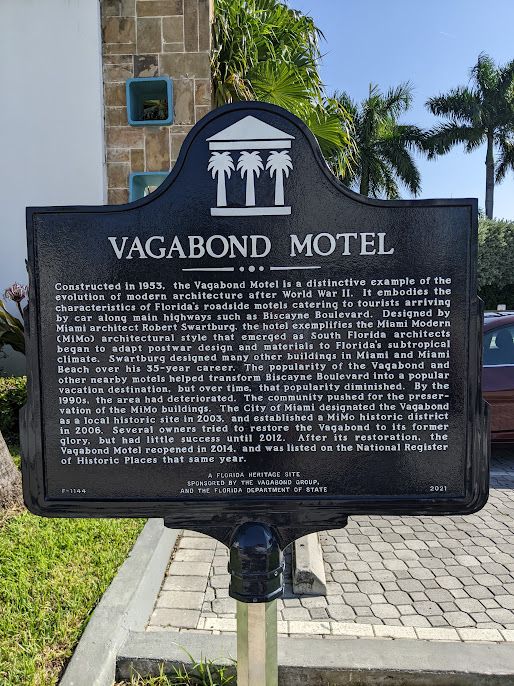 VAGABOND MOTEL
Constructed in 1953, the Vagabond Motel is a distinctive example of the
evolution of modern architecture after World War II. It embodies the
characteristics of Florida's roadside motels catering to tourists arriving
by car along main highways such as Biscayne Boulevard. Designed by
Miami architect Robert Swartburg, the hotel exemplifies the Miami Modern
(MiMo) architectural style that emerged as South Florida architects
began to adapt postwar design and materials to Florida's subtropical
climate. Swartburg designed many other buildings in Miami and Miami
Beach over his 35-year career. The popularity of the Vagabond and
other nearby motels helped transform Biscayne Boulevard into a popular
vacation destination, but over time, that popularity diminished. By the
1990s, the area had deteriorated. The community pushed for the preser-
vation of the MiMo buildings. The City of Miami designated the Vagabond
as a local historic site in 2003, and established a MiMo historic district
in 2006. Several owners tried to restore the Vagabond to its former
glory, but had little success until 2012. After its restoration, the
Vagabond Motel reopened in 2014, and was listed on the National Register
of Historic Places that same year.
A FLORIDA HERITAGE SITE
SPONSORED BY THE VAGABOND GROUP,
AND THE FLORIDA DEPARTMENT OF STATE
F-1144
2021